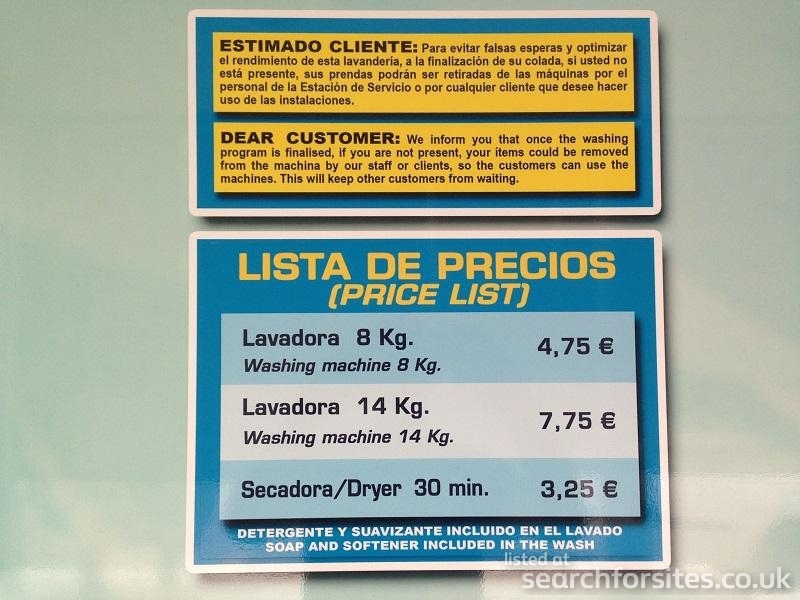 ESTIMADO CLIENTE: Para evitar falsas esperas y optimizar
el rendimiento de esta lavandería, a la finalización de su colada, si usted no
está presente, sus prendas podrán ser retiradas de las máquinas por el
personal de la Estación de Servicio o por cualquier cliente que desee hacer
uso de las instalaciones.
DEAR CUSTOMER: We inform you that once the washing
program is finalised, if you are not present, your items could be removed
from the machina by our staff or clients, so the customers can use the
machines. This will keep other customers from waiting.
LISTA DE PRECIOS
(PRICE LIST)
Lavadora 8 Kg.
Washing machine 8 Kg.
4,75 €
Lavadora 14 Kg.
Washing machine 14 Kg.
7,75 €
Secadora/Dryer 30 min. 3,25 €
DETERGENTE Y SUAVIZANTE INCLUIDO EN EL LAVADO
SOAP AND SOFTENER INCLUDED IN THE WASH
listed at
searchforsites.co.uk